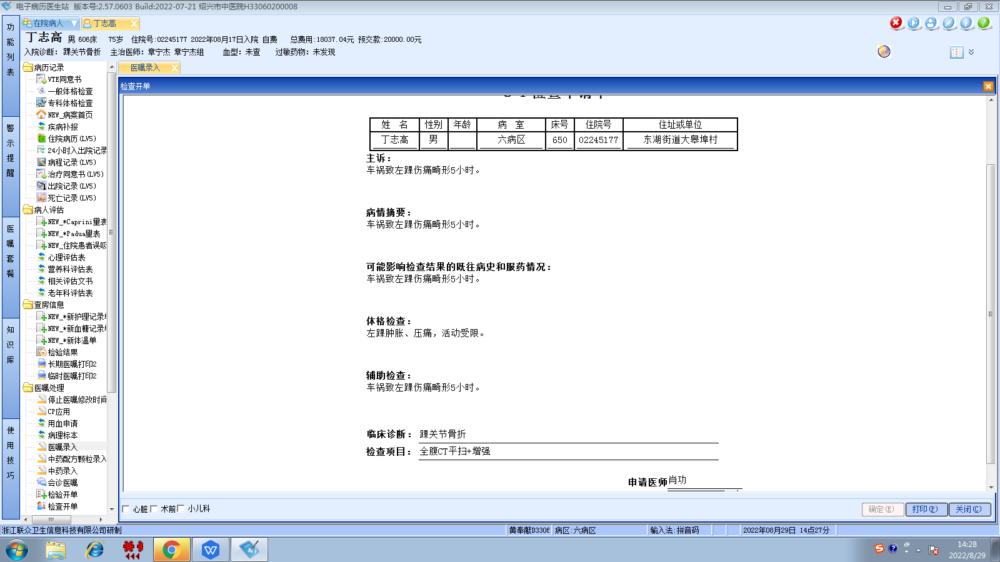 电子病历医生站 版本号:2.57.0603 Build:2022-07-21 绍兴市中医院H33060200008
功能列表
警示提醒
医嘱套餐
知识库
使用技巧
在院病人
丁志高
丁志高 男 606床 75岁 住院号:02245177 2022年08月17日入院 自费 总费用:18037.04元 预交款:20000.00元
入院诊断: 踝关节骨折 主治医师: 章宁杰 章宁杰组 血型: 未查 过敏药物: 未发现
病历记录
VTE同意书
一般体格检查
专科体格检查
NEW_病案首页
疾病补报
住院病历(LV5)
24小时入出院记录
病程记录(LV5)
治疗同意书(LV5)
出院记录(LV5)
死亡记录(LV5)
病人评估
NEW_*Caprini量表
NEW_*Padua量表
NEW_住院患者误吸
心理评估表
营养科评估表
相关评估文书
老年科评估表
查房信息
NEW_*新护理记录单
NEW_*新血糖记录单
NEW_*新体温单
检验结果
长期医嘱打印2
临时医嘱打印2
医嘱处理
停止医嘱修改时间
CP应用
用血申请
病理标本
医嘱录入
中药配方颗粒录入
中药录入
会诊医嘱
检验开单
检查开单
医嘱录入
检查开单
姓 名 性别 年龄 病 室 床号 住院号 住址或单位
丁志高 男 六病区 650 02245177 东湖街道大皋埠村
主诉:
车祸致左踝伤痛畸形5小时。
病情摘要:
车祸致左踝伤痛畸形5小时。
可能影响检查结果的既往病史和服药情况:
车祸致左踝伤痛畸形5小时。
体格检查:
左踝肿胀、压痛, 活动受限。
辅助检查:
车祸致左踝伤痛畸形5小时。
临床诊断: 踝关节骨折
检查项目: 全腹CT平扫+增强
申请医师 肖功
心脏 术前 小儿科
确定(E) 打印(P) 关闭(C)
浙江联众卫生信息科技有限公司研制 黄奉献D330E 病区:六病区 输入法:拼音码 2022年08月29日 14点27分
14:28
2022/8/29